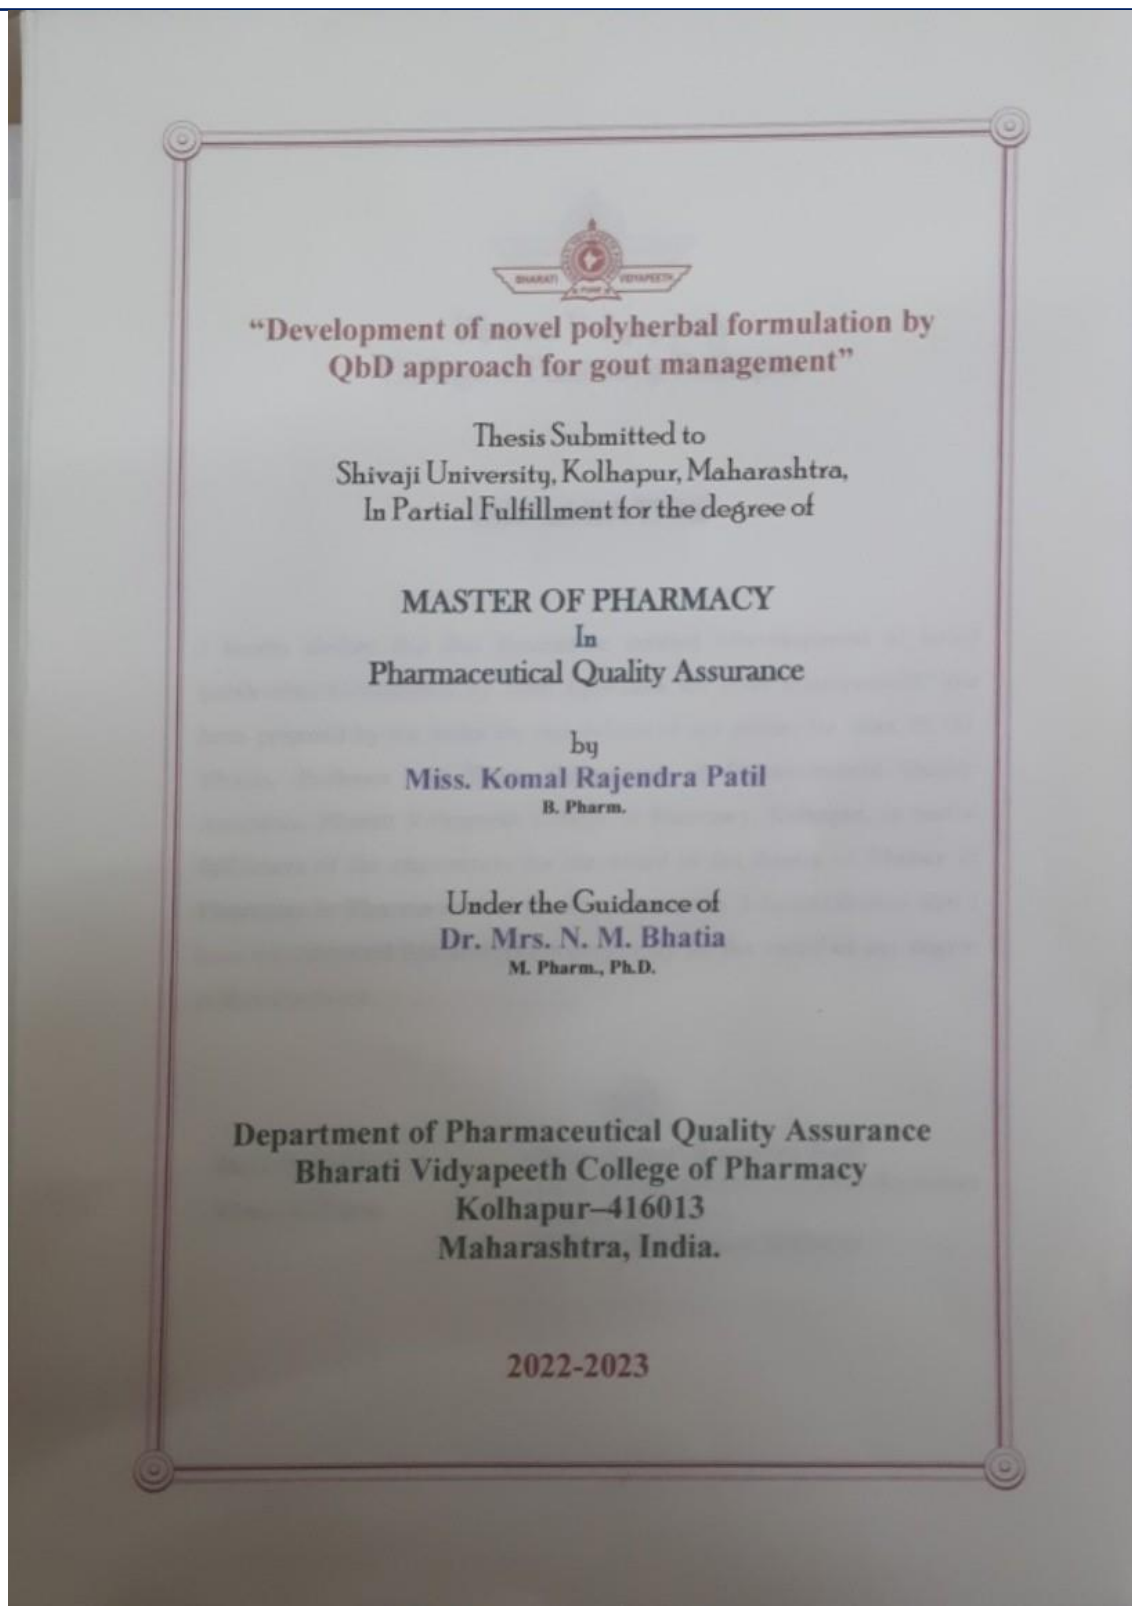 BHARATI VIDYAPEETH
“Development of novel polyherbal formulation by
QbD approach for gout management”
Thesis Submitted to
Shivaji University, Kolhapur, Maharashtra,
In Partial Fulfillment for the degree of
MASTER OF PHARMACY
In
Pharmaceutical Quality Assurance
by
Miss. Komal Rajendra Patil
B. Pharm.
Under the Guidance of
Dr. Mrs. N. M. Bhatia
M. Pharm., Ph.D.
Department of Pharmaceutical Quality Assurance
Bharati Vidyapeeth College of Pharmacy
Kolhapur–416013
Maharashtra, India.
2022-2023